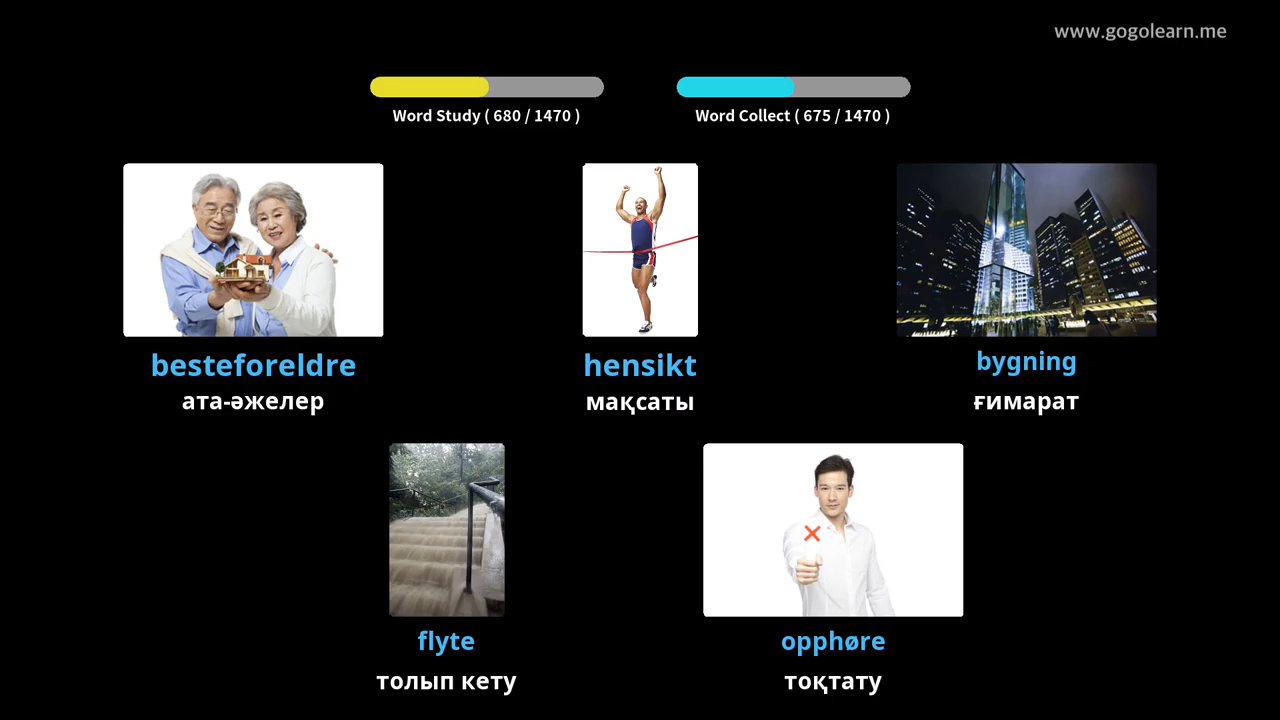 www.gogolearn.me
Word Study ( 680 / 1470 )
Word Collect ( 675 / 1470 )
besteforeldre
ата-әжелер
hensikt
мақсаты
bygning
ғимарат
flyte
толып кету
opphøre
тоқтату